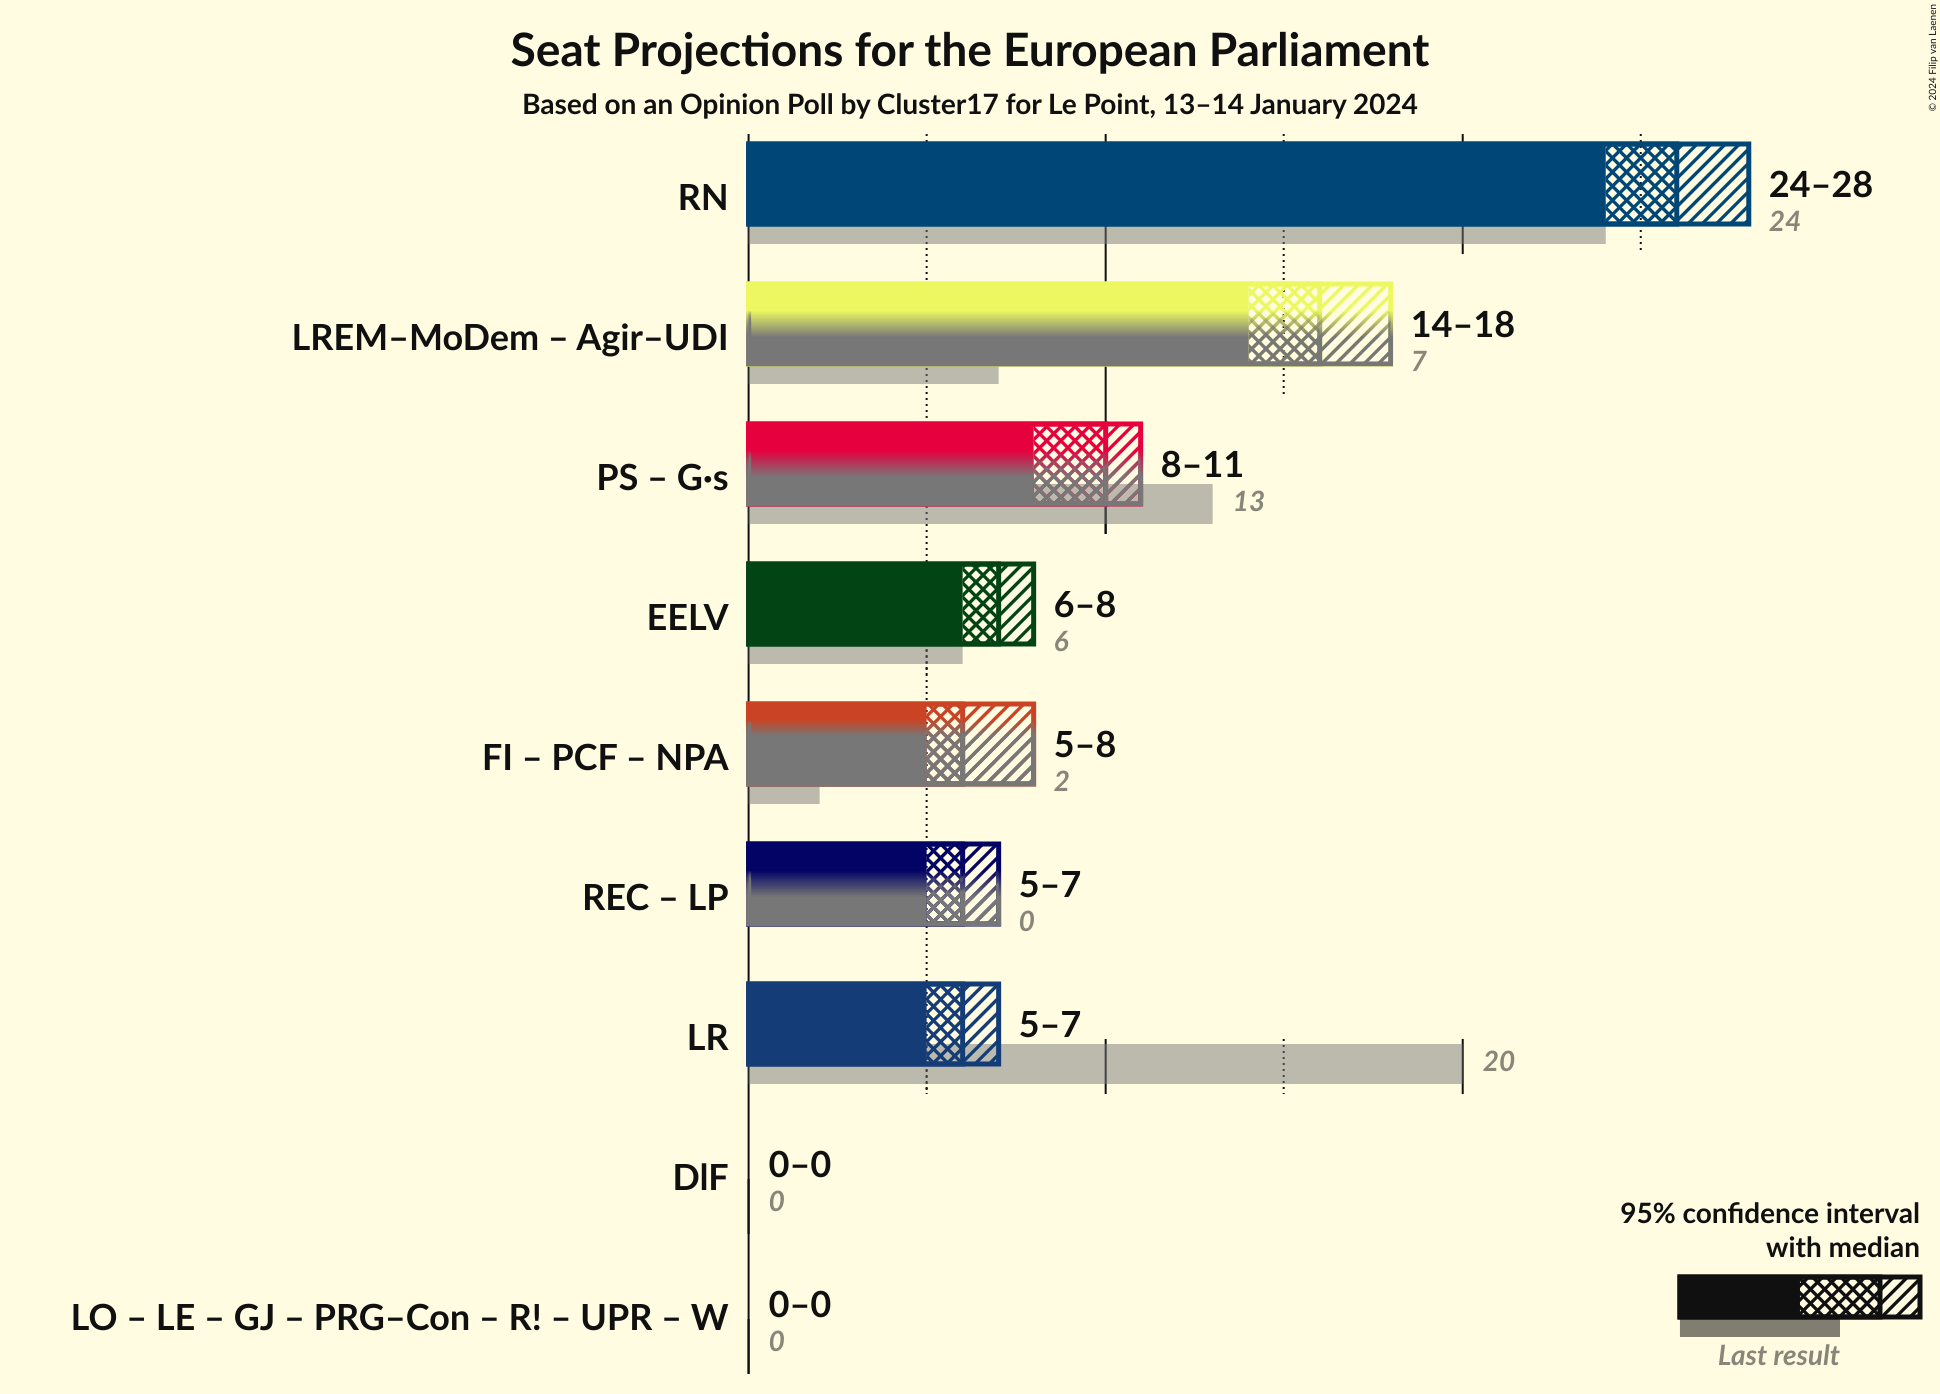 Seat Projections for the European Parliament
Based on an Opinion Poll by Cluster17 for Le Point, 13–14 January 2024
© 2024 Filip van Laenen
RN
24–28
24
LREM–MoDem – Agir–UDI
14–18
7
PS – G·s
8–11
13
EELV
6–8
6
FI – PCF – NPA
5–8
2
REC – LP
5–7
0
LR
5–7
20
DIF
0–0
0
LO – LE – GJ – PRG–Con – R! – UPR – W
0–0
0
95% confidence interval
with median
Last result